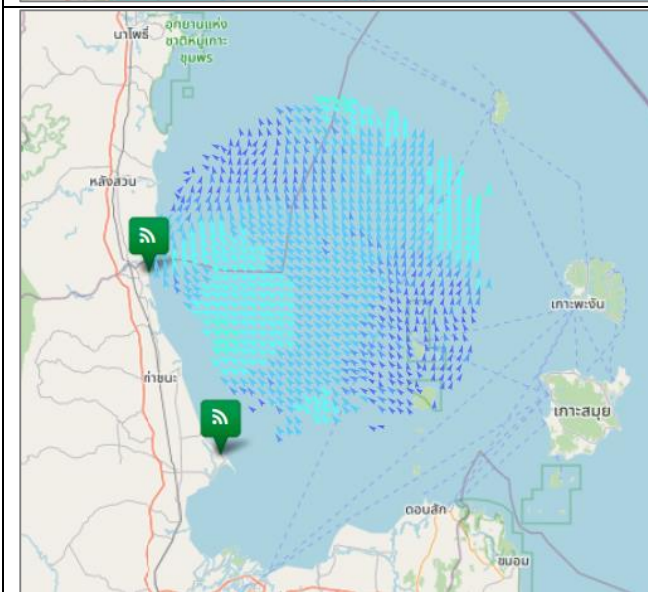 อุทยานแห่ง
ชาติหมู่เกาะ
ชุมพร
นาโพธิ์
หลังสวน
เกาะพะงัน
ท่าชนะ
เกาะสมุย
ดอนสัก
ขนอม